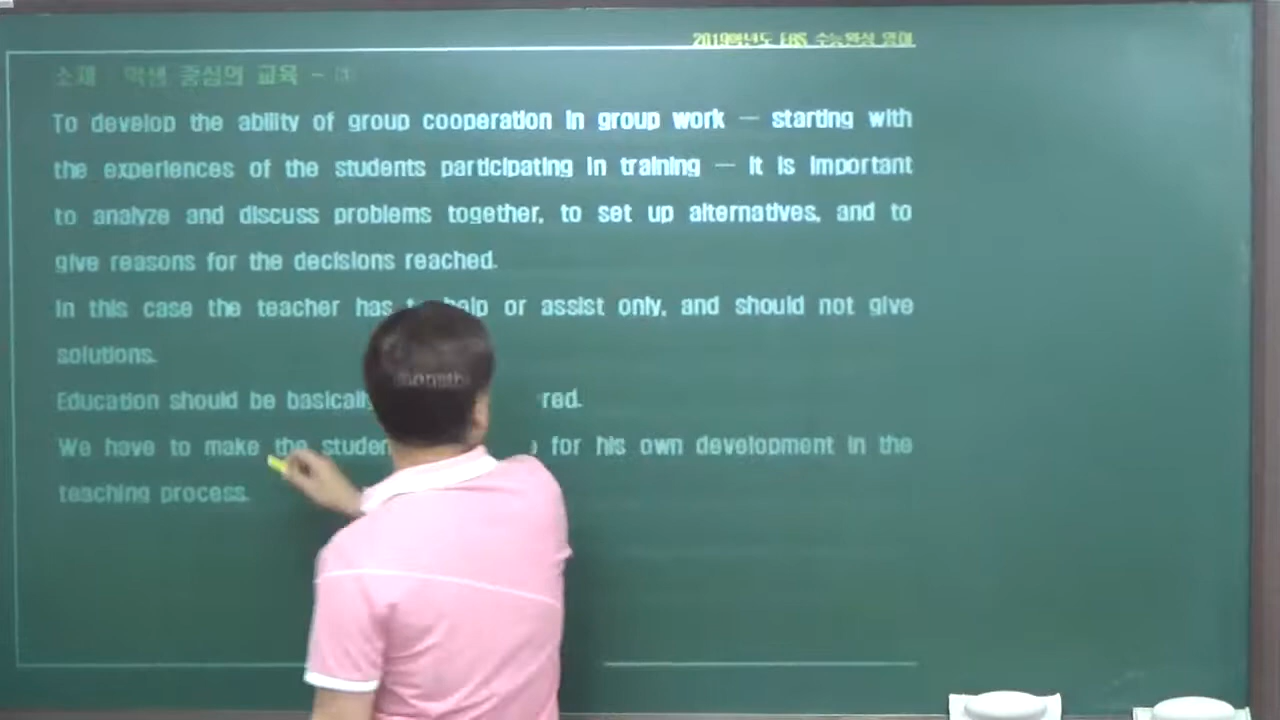 2019학년도 EBS 수능완성 영어
소재 학생 중심의 교육 - (3)
To develop the ability of group cooperation in group work — starting with
the experiences of the students participating in training — it is important
to analyze and discuss problems together, to set up alternatives, and to
give reasons for the decisions reached.
In this case the teacher has to help or assist only, and should not give
solutions.
Education should be basically red.
We have to make the studen for his own development in the
teaching process.